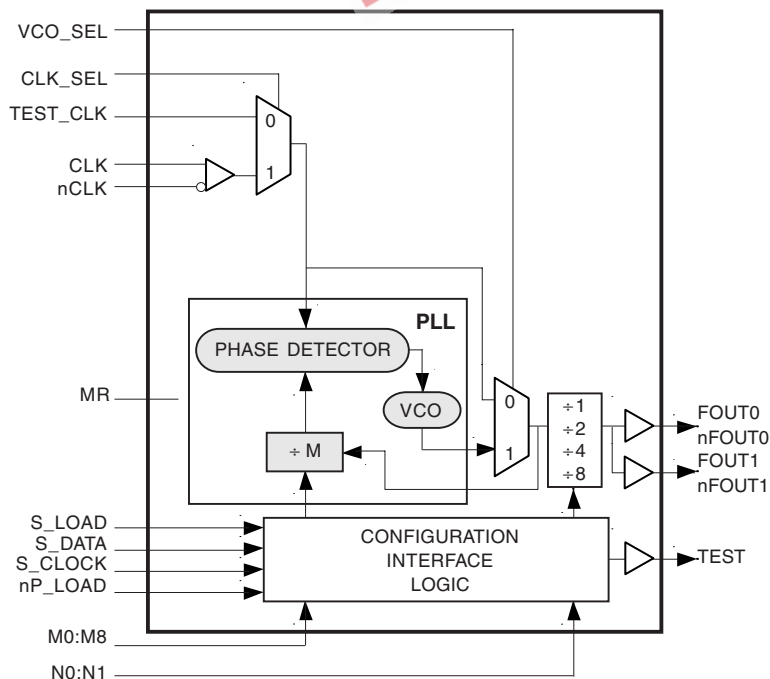 VCO_SEL
CLK_SEL
TEST_CLK
0
CLK
1
nCLK
PLL
PHASE DETECTOR
MR
VCO
0
÷1
FOUT0
÷2
nFOUT0
÷ M
1
÷4
FOUT1
÷8
nFOUT1
S_LOAD
S_DATA
S_CLOCK
nP_LOAD
CONFIGURATION
INTERFACE
LOGIC
TEST
M0:M8
N0:N1